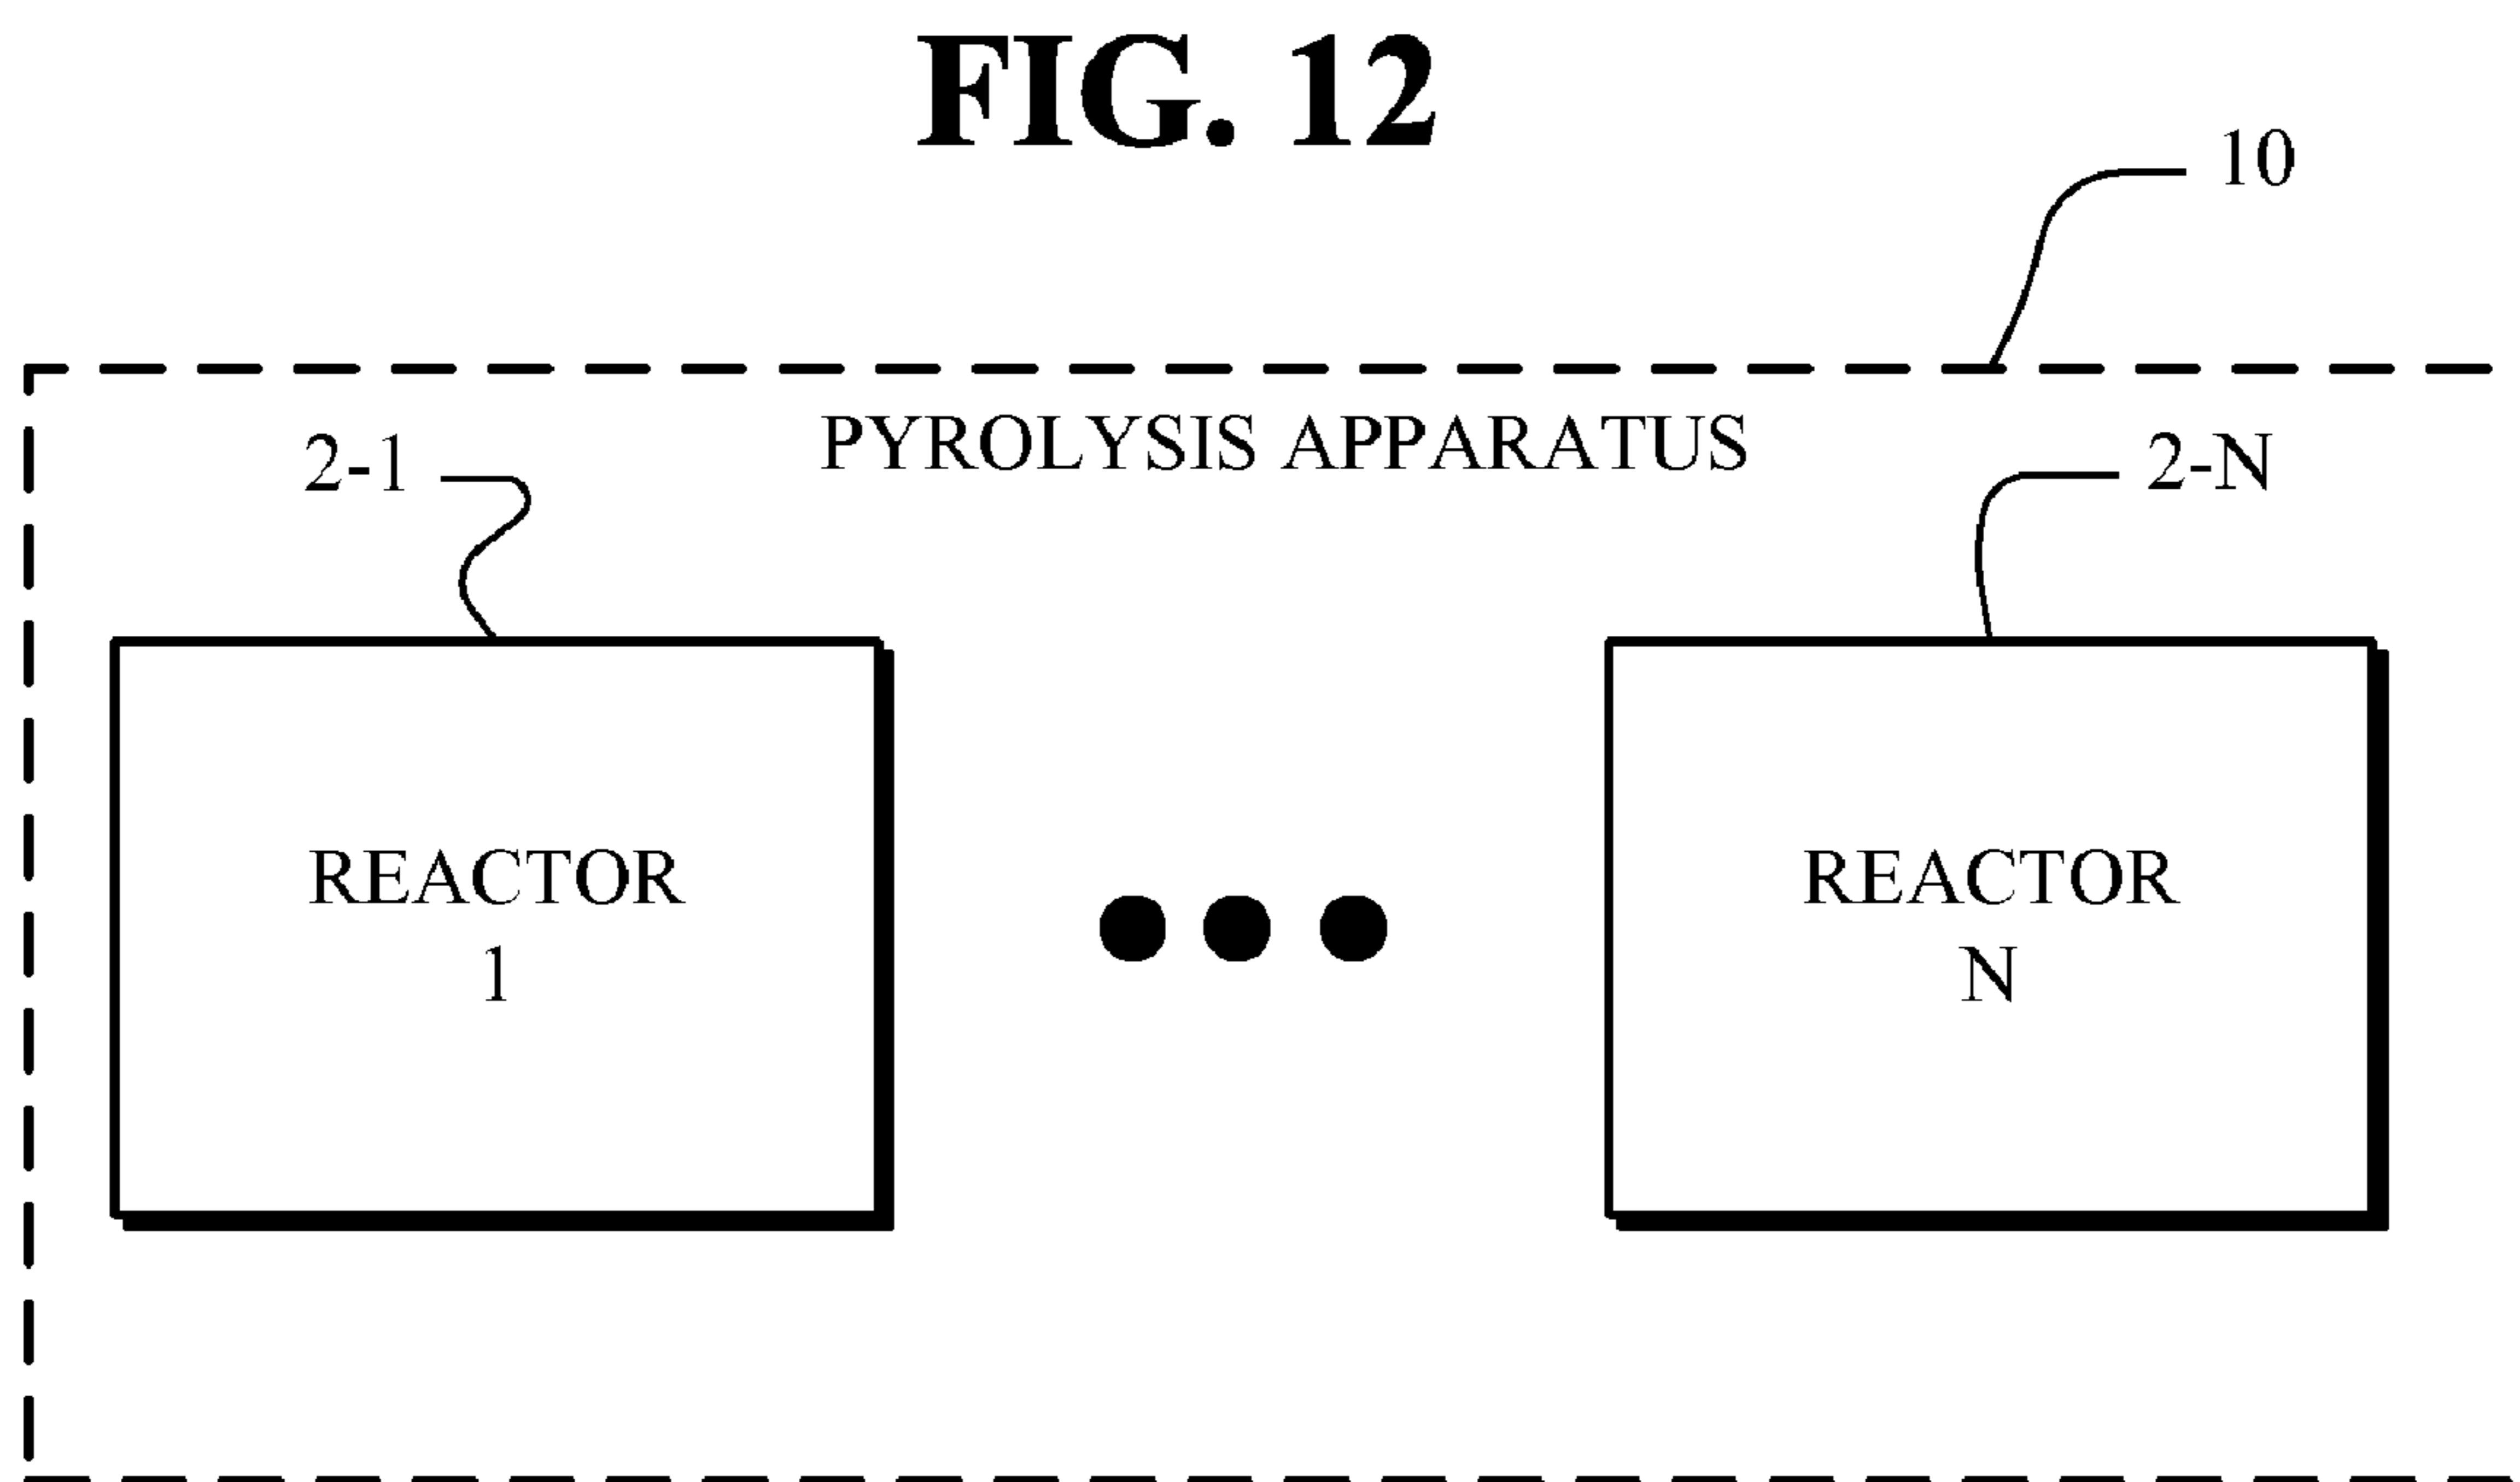 FIG. 12
10
PYROLYSIS APPARATUS
2-1
2-N
REACTOR
1
REACTOR
N